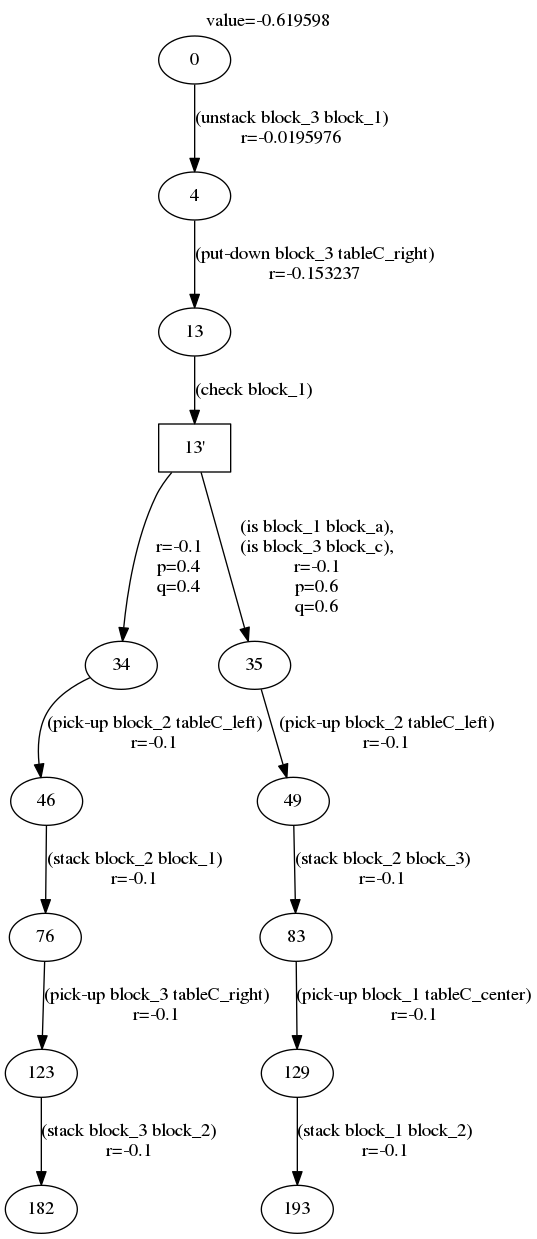 value=-0.619598
0
(unstack block_3 block_1)
r=-0.0195976
4
(put-down block_3 tableC_right)
r=-0.153237
13
(check block_1)
13'
r=-0.1
p=0.4
q=0.4
(is block_1 block_a),
(is block_3 block_c),
r=-0.1
p=0.6
q=0.6
34
35
(pick-up block_2 tableC_left)
r=-0.1
(pick-up block_2 tableC_left)
r=-0.1
46
49
(stack block_2 block_1)
r=-0.1
(stack block_2 block_3)
r=-0.1
76
83
(pick-up block_3 tableC_right)
r=-0.1
(pick-up block_1 tableC_center)
r=-0.1
123
129
(stack block_3 block_2)
r=-0.1
(stack block_1 block_2)
r=-0.1
182
193